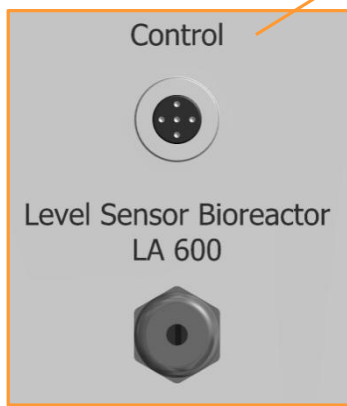 Control
Level Sensor Bioreactor
LA 600